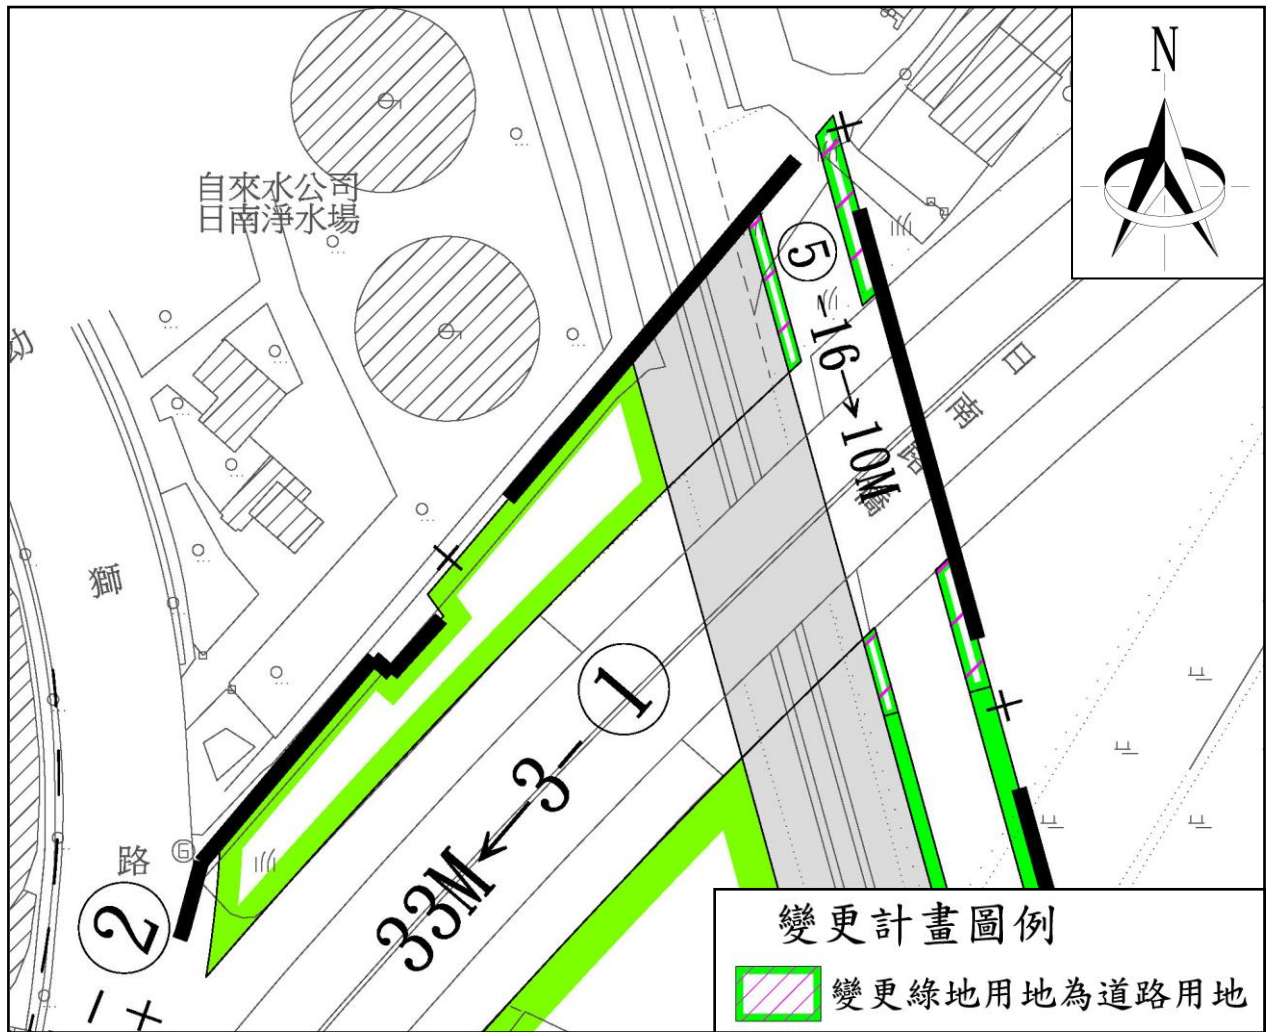 N
自來水公司
日南淨水場
幼
獅
路
⑤-16→10M
日
南
路
橋
①-3→33M
②-
6
變更計畫圖例
變更綠地用地為道路用地